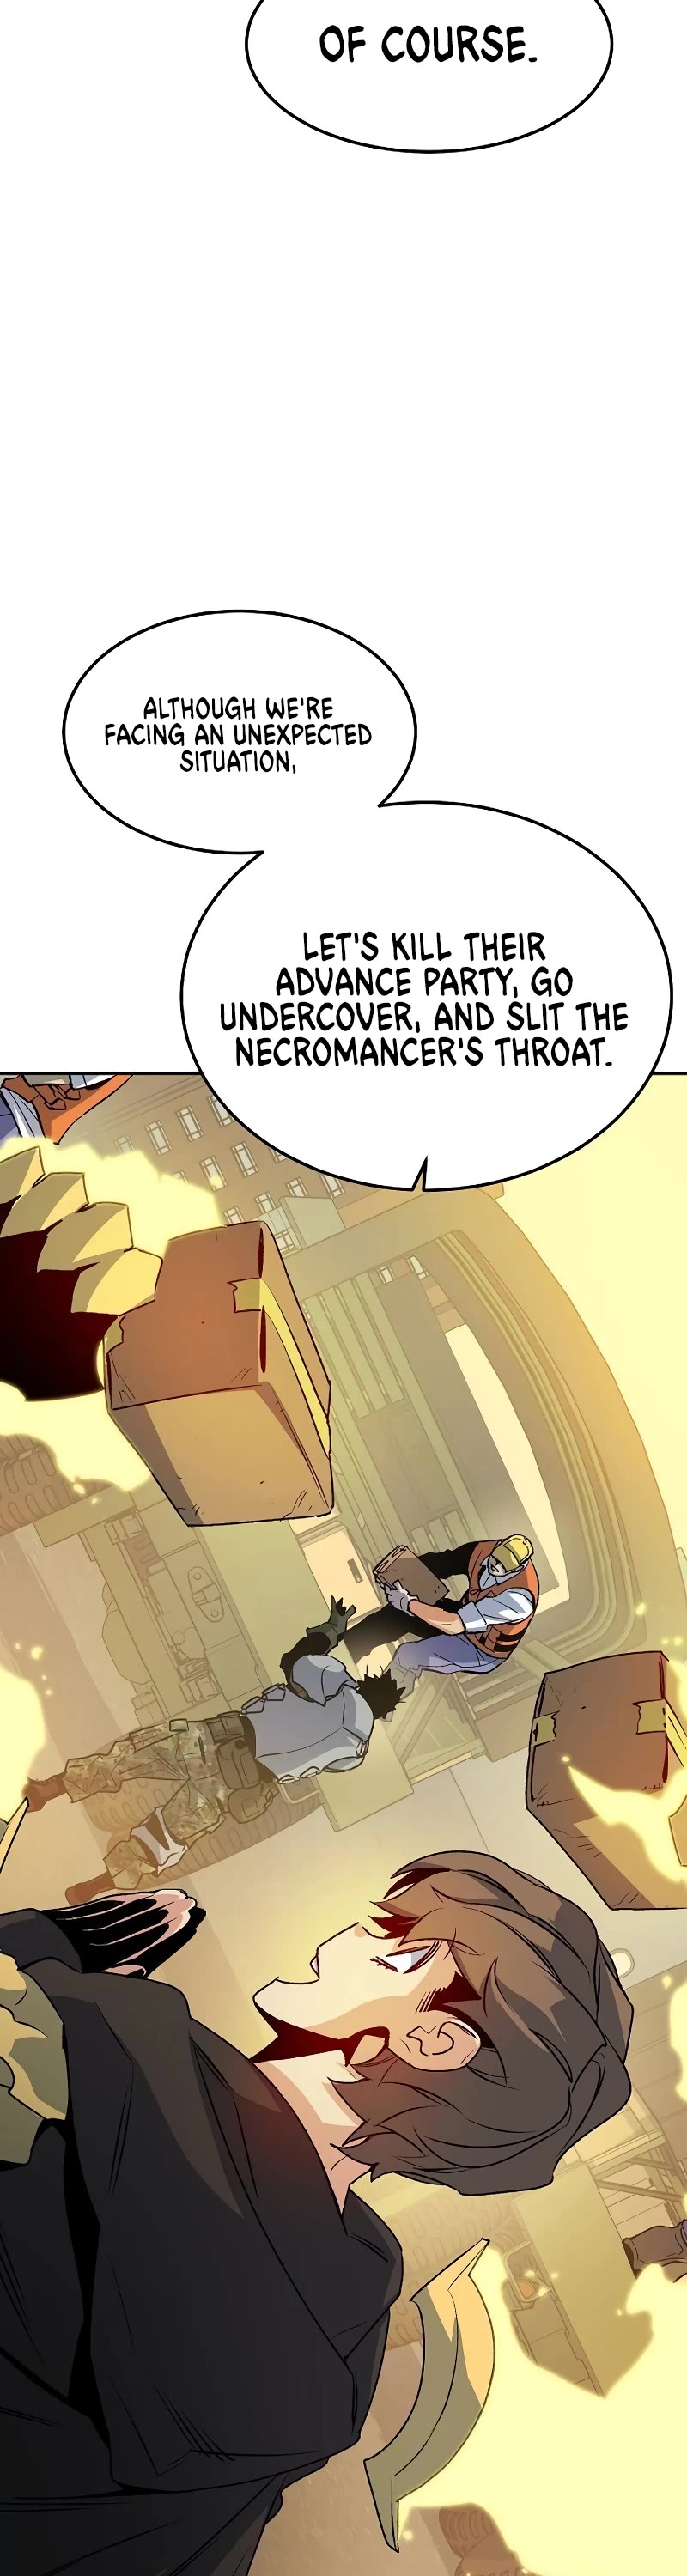 OF COURSE.
ALTHOUGH WE'RE
FACING AN UNEXPECTED
SITUATION,
LET'S KILL THEIR
ADVANCE PARTY, GO
UNDERCOVER, AND SLIT THE
NECROMANCER'S THROAT.